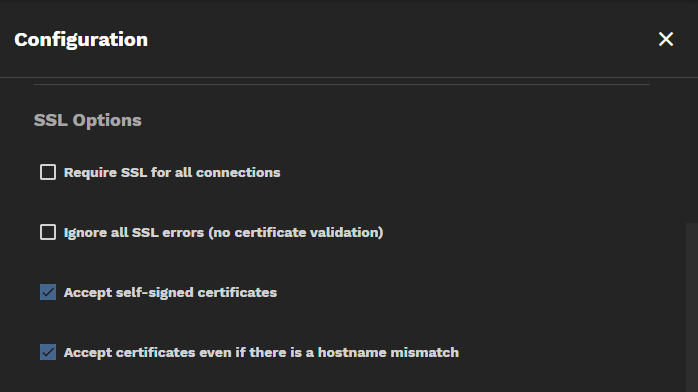 Configuration
SSL Options
Require SSL for all connections
Ignore all SSL errors (no certificate validation)
Accept self-signed certificates
Accept certificates even if there is a hostname mismatch